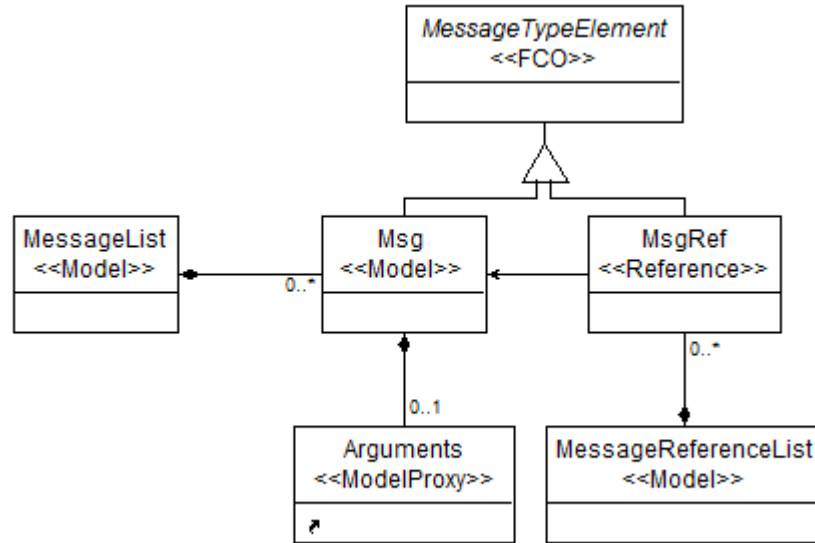 MessageTypeElement
<<FCO>>
MessageList
<<Model>>
Msg
<<Model>>
MsgRef
<<Reference>>
0..*
0..*
0..1
Arguments
<<ModelProxy>>
MessageReferenceList
<<Model>>